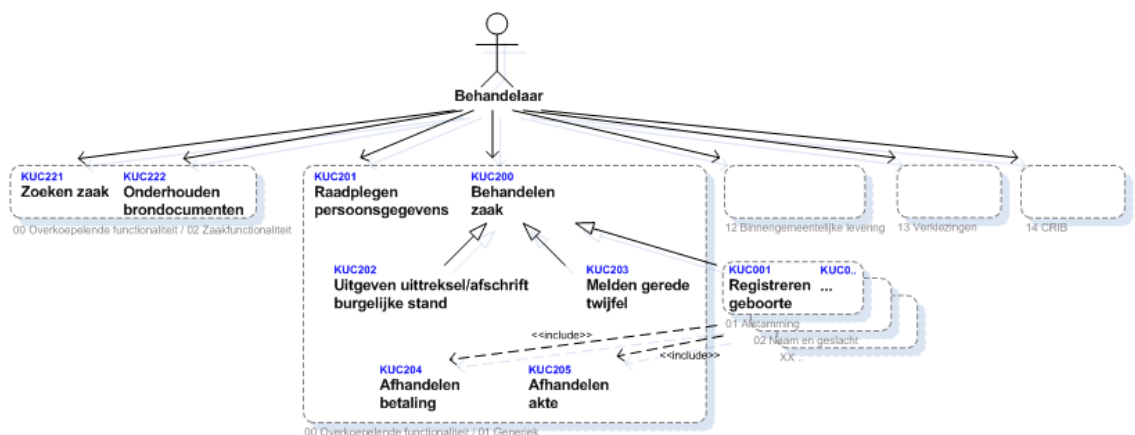 Behandelaar
KUC221
Zoeken zaak
KUC222
Onderhouden
brondocumenten
00 Overkoepelende functionaliteit / 02 Zaakfunctionaliteit
KUC201
Raadplegen
persoonsgegevens
KUC200
Behandelen
zaak
12 Binnengemeentelijke levering
13 Verkiezingen
14 CRIB
KUC202
Uitgeven uittreksel/afschrift
burgelijke stand
KUC203
Melden gerede
twijfel
KUC001
Registreren
geboorte
KUC0..
...
01 Afstamming
02 Naam en geslacht
XX ..
<<include>>
<<include>>
KUC204
Afhandelen
betaling
KUC205
Afhandelen
akte
00 Overkoepelende functionaliteit / 01 Generiek